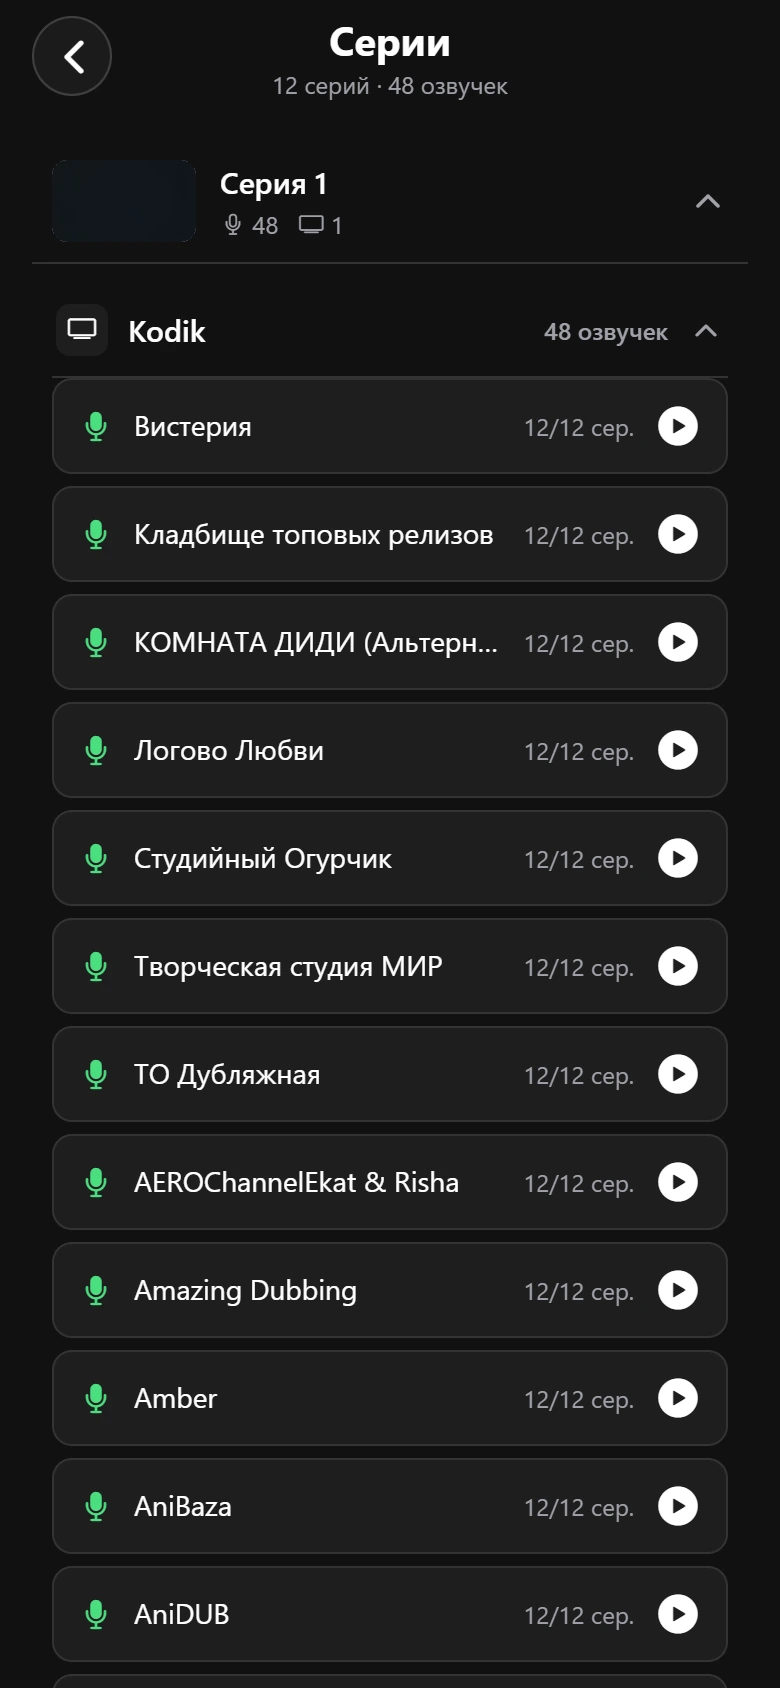 Серии
12 серий · 48 озвучек
Серия 1
48 1
Kodik 48 озвучек
Вистерия 12/12 сер.
Кладбище топовых релизов 12/12 сер.
КОМНАТА ДИДИ (Альтерн... 12/12 сер.
Логово Любви 12/12 сер.
Студийный Огурчик 12/12 сер.
Творческая студия МИР 12/12 сер.
ТО Дубляжная 12/12 сер.
AEROChannelEkat & Risha 12/12 сер.
Amazing Dubbing 12/12 сер.
Amber 12/12 сер.
AniBaza 12/12 сер.
AniDUB 12/12 сер.